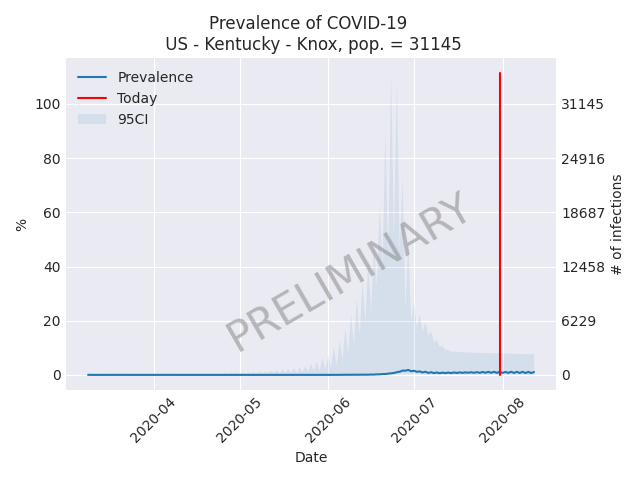 Prevalence of COVID-19
US - Kentucky - Knox, pop. = 31145
Prevalence
Today
95CI
100
80
60
40
20
0
%
31145
24916
18687
12458
6229
0
# of infections
PRELIMINARY
2020-04
2020-05
2020-06
2020-07
2020-08
Date